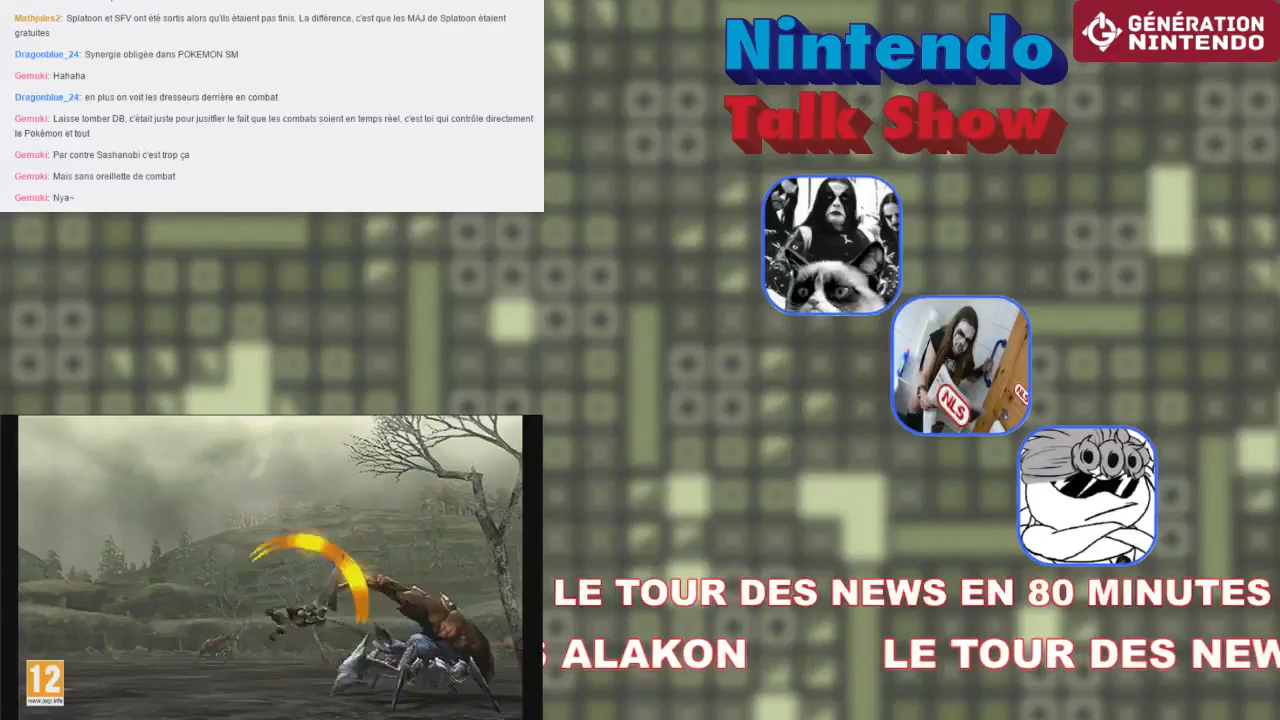 Mathjules2: Splatoon et SFV ont été sortis alors qu'ils étaient pas finis. La différence, c'est que les MAJ de Splatoon étaient
gratuites
Dragonblue_24: Synergie obligée dans POKEMON SM
Gemuki: Hahaha
Dragonblue_24: en plus on voit les dresseurs derrière en combat
Gemuki: Laisse tomber DB, c'était juste pour jusitfier le fait que les combats soient en temps réel, c'est toi qui contrôle directement
le Pokémon et tout
Gemuki: Par contre Sashanobi c'est trop ça
Gemuki: Mais sans oreillette de combat
Gemuki: Nya~
Nintendo
Talk Show
GÉNÉRATION
NINTENDO
NLS
LE TOUR DES NEWS EN 80 MINUTES
ALAKON LE TOUR DES NEW
12
www.pegi.info